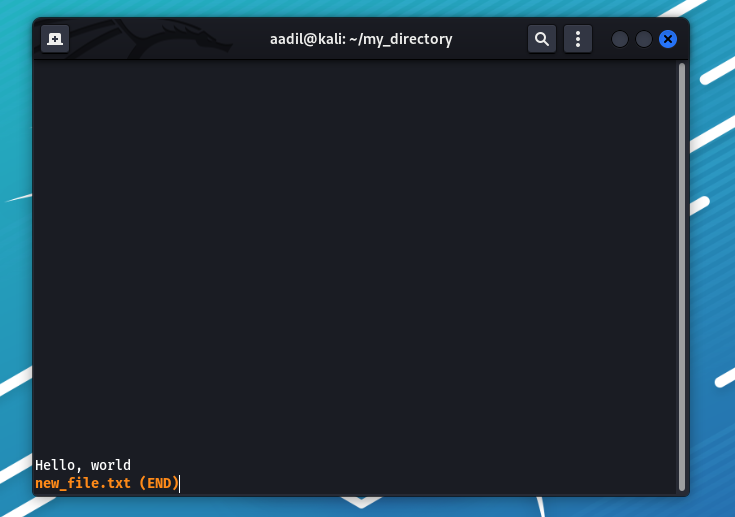 aadil@kali: ~/my_directory
Hello, world
new_file.txt (END)